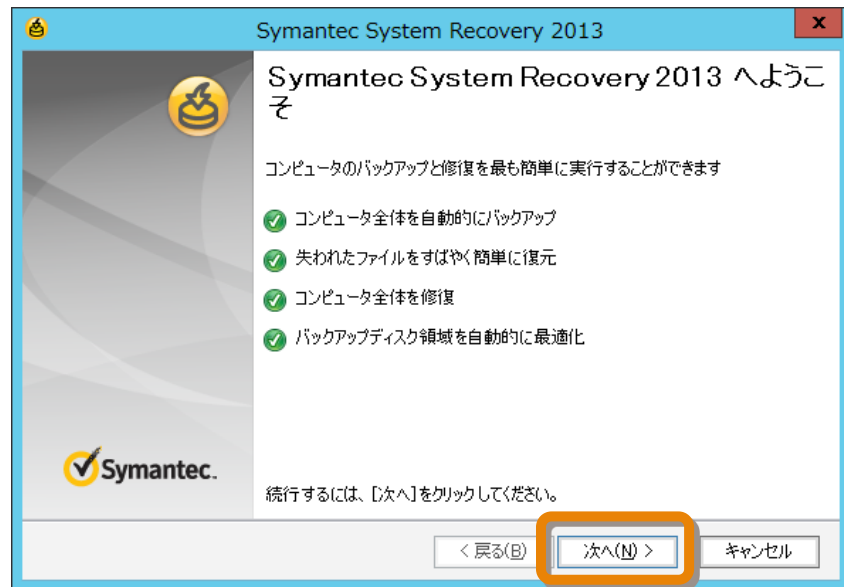 Symantec System Recovery 2013
x
Symantec System Recovery 2013 へようこ
そ
コンピュータのバックアップと修復を最も簡単に実行することができます
コンピュータ全体を自動的にバックアップ
失われたファイルをすばやく簡単に復元
コンピュータ全体を修復
バックアップディスク領域を自動的に最適化
Symantec.
続行するには、[次へ]をクリックしてください。
< 戻る(B)
次へ(N) >
キャンセル